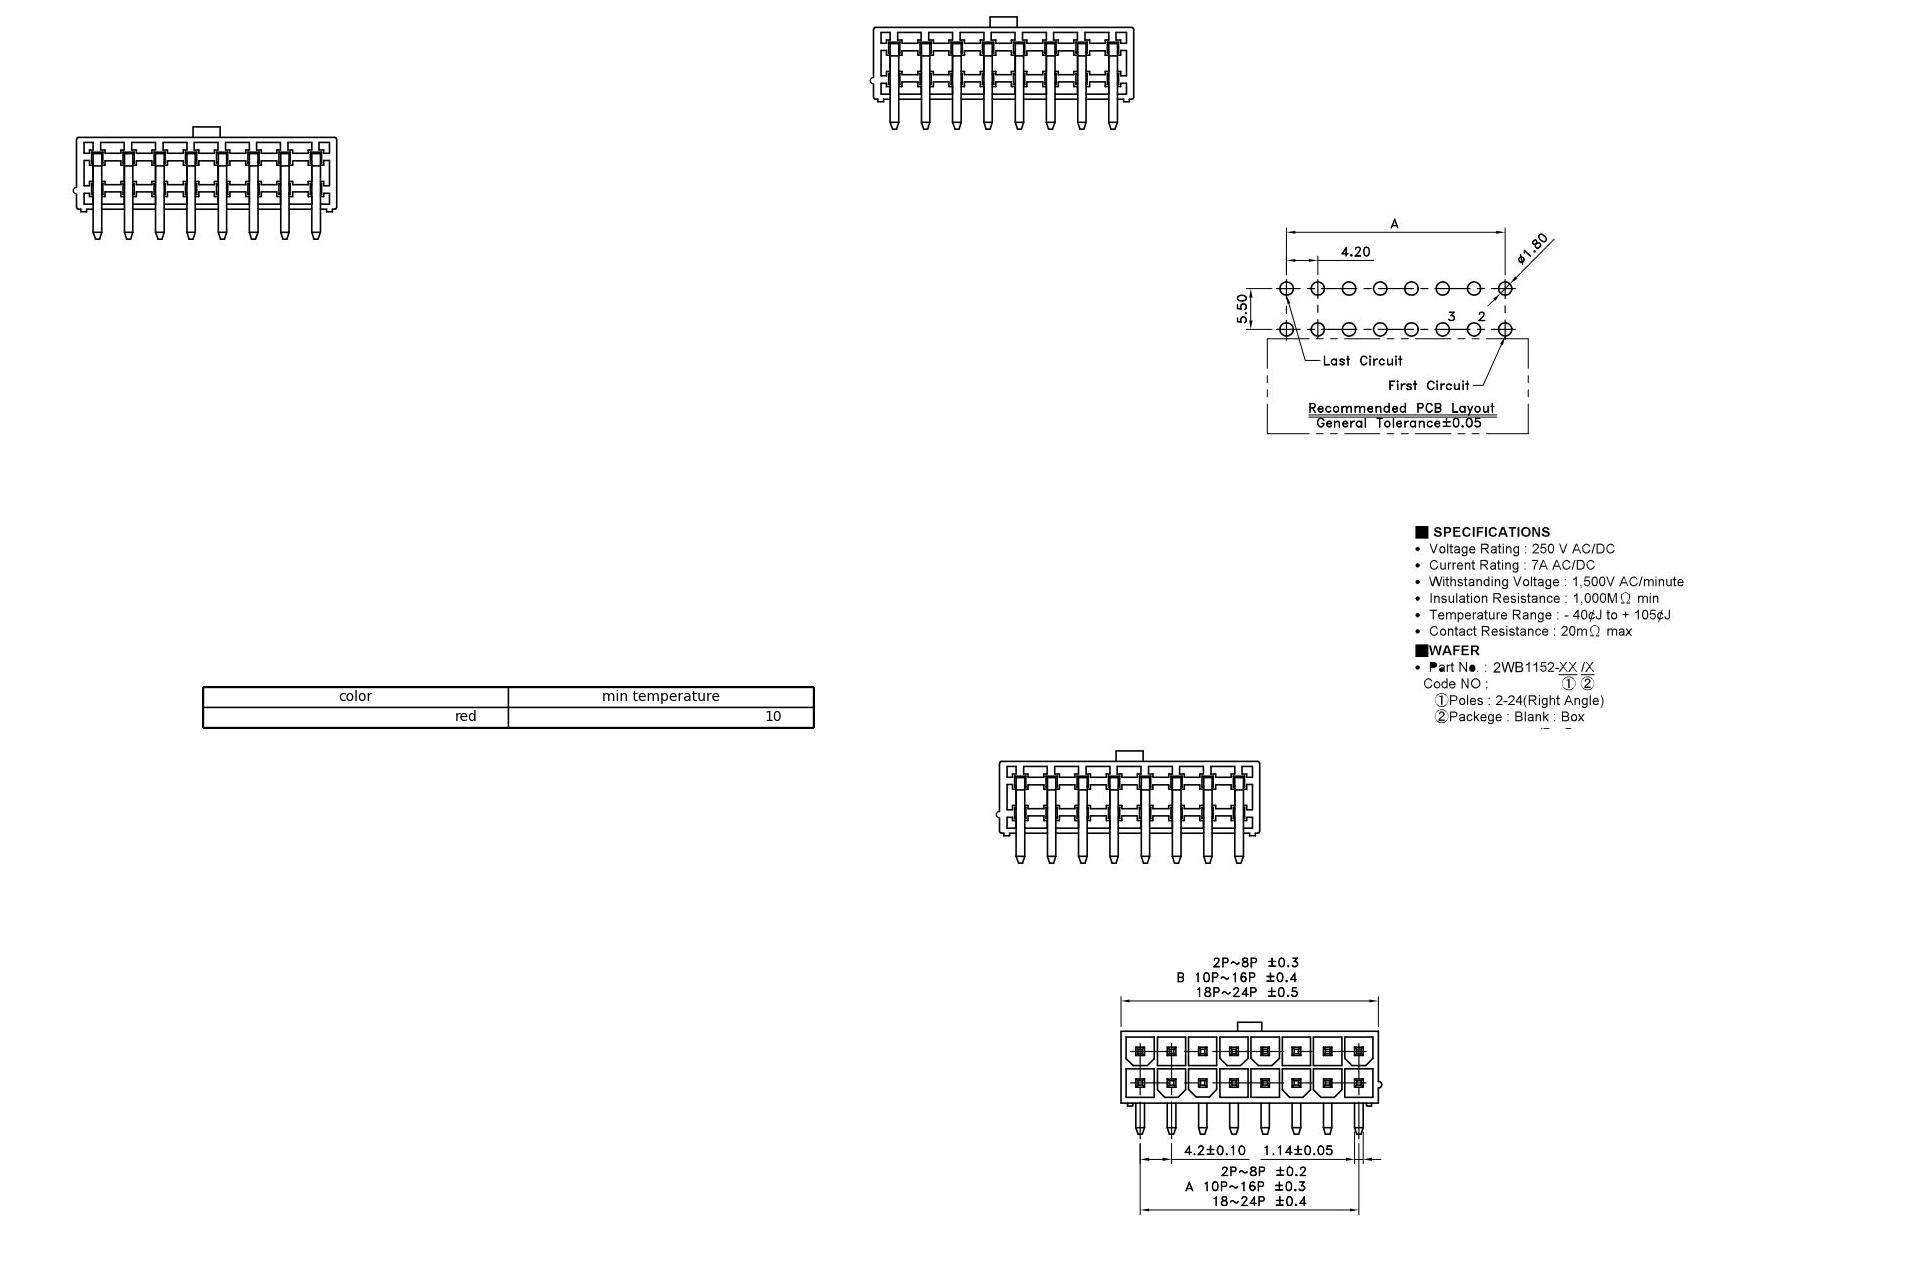 A
4.20
ø1.80
5.50
3 2
Last Circuit
First Circuit
Recommended PCB Layout
General Tolerance±0.05
■ SPECIFICATIONS
• Voltage Rating : 250 V AC/DC
• Current Rating : 7A AC/DC
• Withstanding Voltage : 1,500V AC/minute
• Insulation Resistance : 1,000MΩ min
• Temperature Range : - 40¢J to + 105¢J
• Contact Resistance : 20mΩ max
■WAFER
• Part No. : 2WB1152-XX /X
Code NO : ① ②
①Poles : 2-24(Right Angle)
②Packege : Blank : Box
color min temperature
red 10
2P~8P ±0.3
B 10P~16P ±0.4
18P~24P ±0.5
4.2±0.10 1.14±0.05
2P~8P ±0.2
A 10P~16P ±0.3
18~24P ±0.4